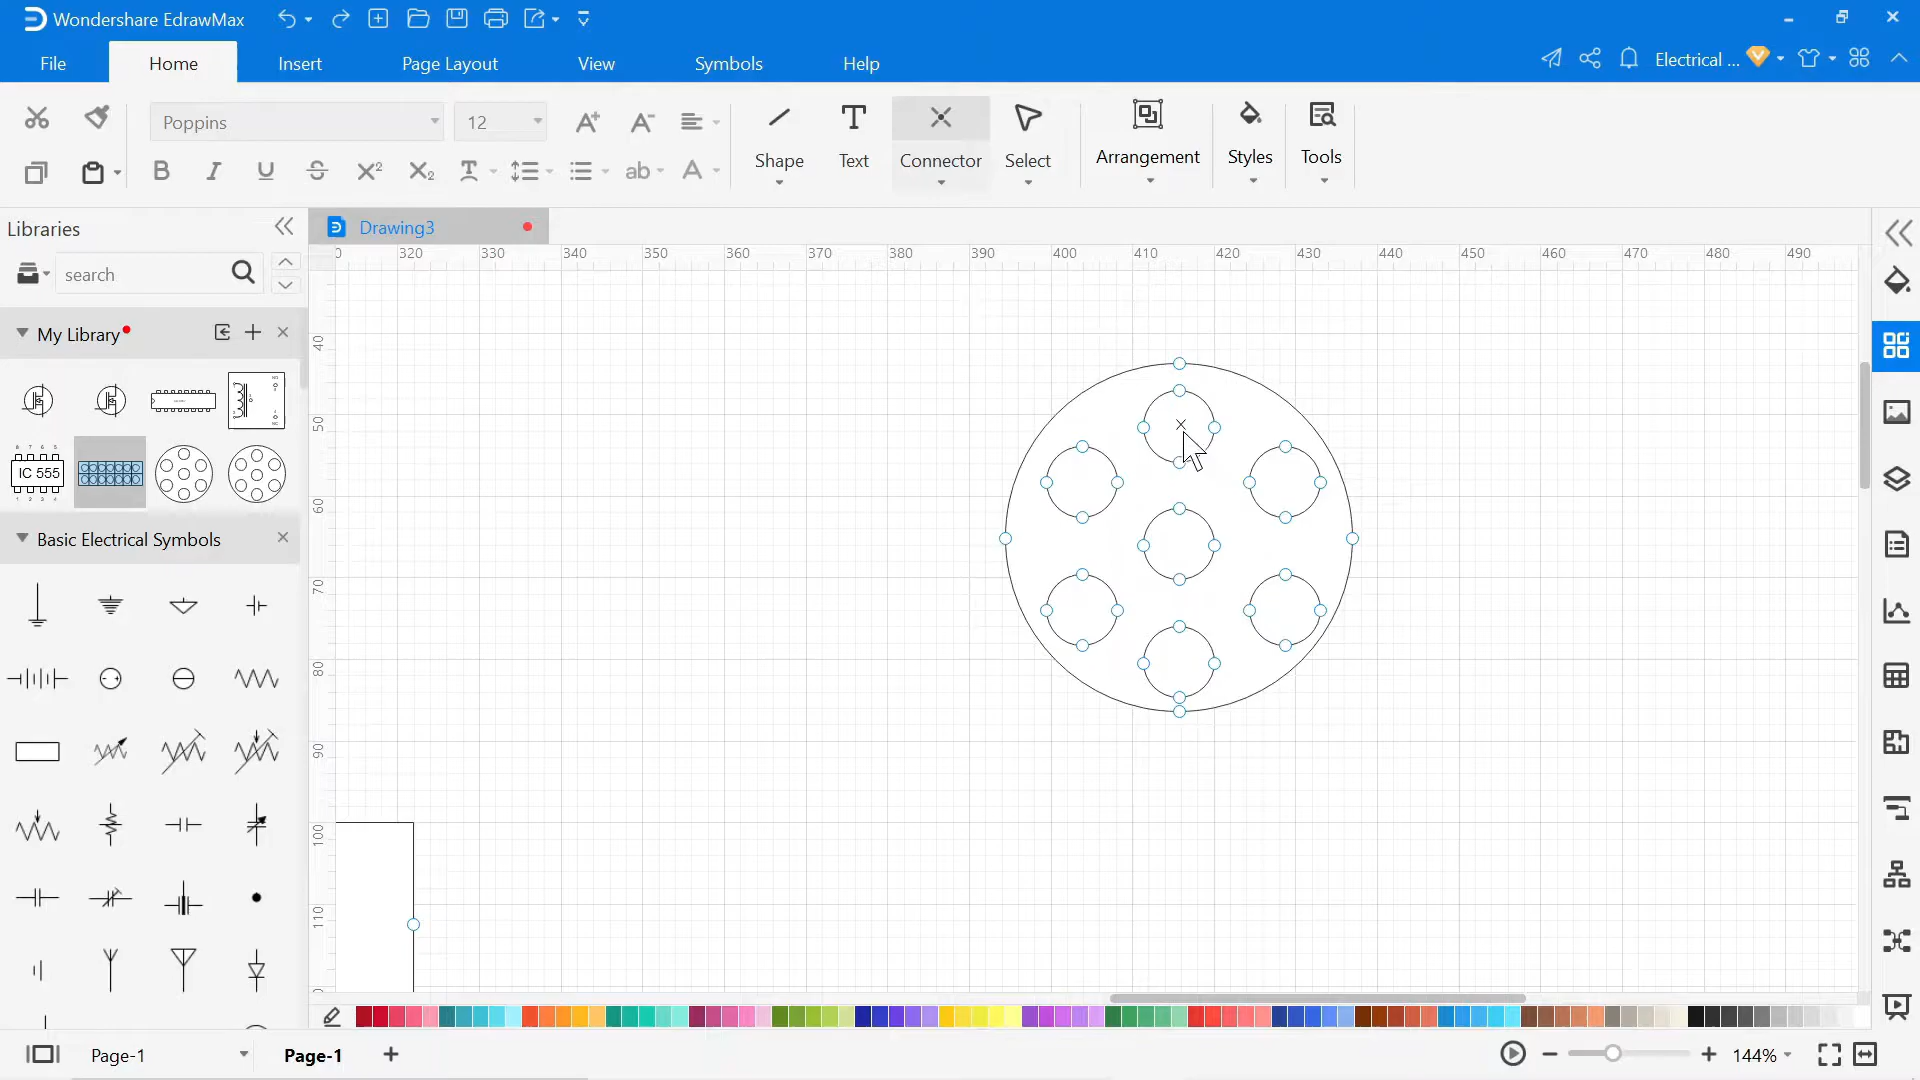 Wondershare EdrawMax
File Home Insert Page Layout View Symbols Help
Electrical ...
Poppins 12
Shape Text Connector Select Arrangement Styles Tools
Libraries
Drawing3
search
320 330 340 350 360 370 380 390 400 410 420 430 440 450 460 470 480 490
My Library
IC 555
Basic Electrical Symbols
40
50
60
70
80
90
100
110
Page-1 Page-1 144%